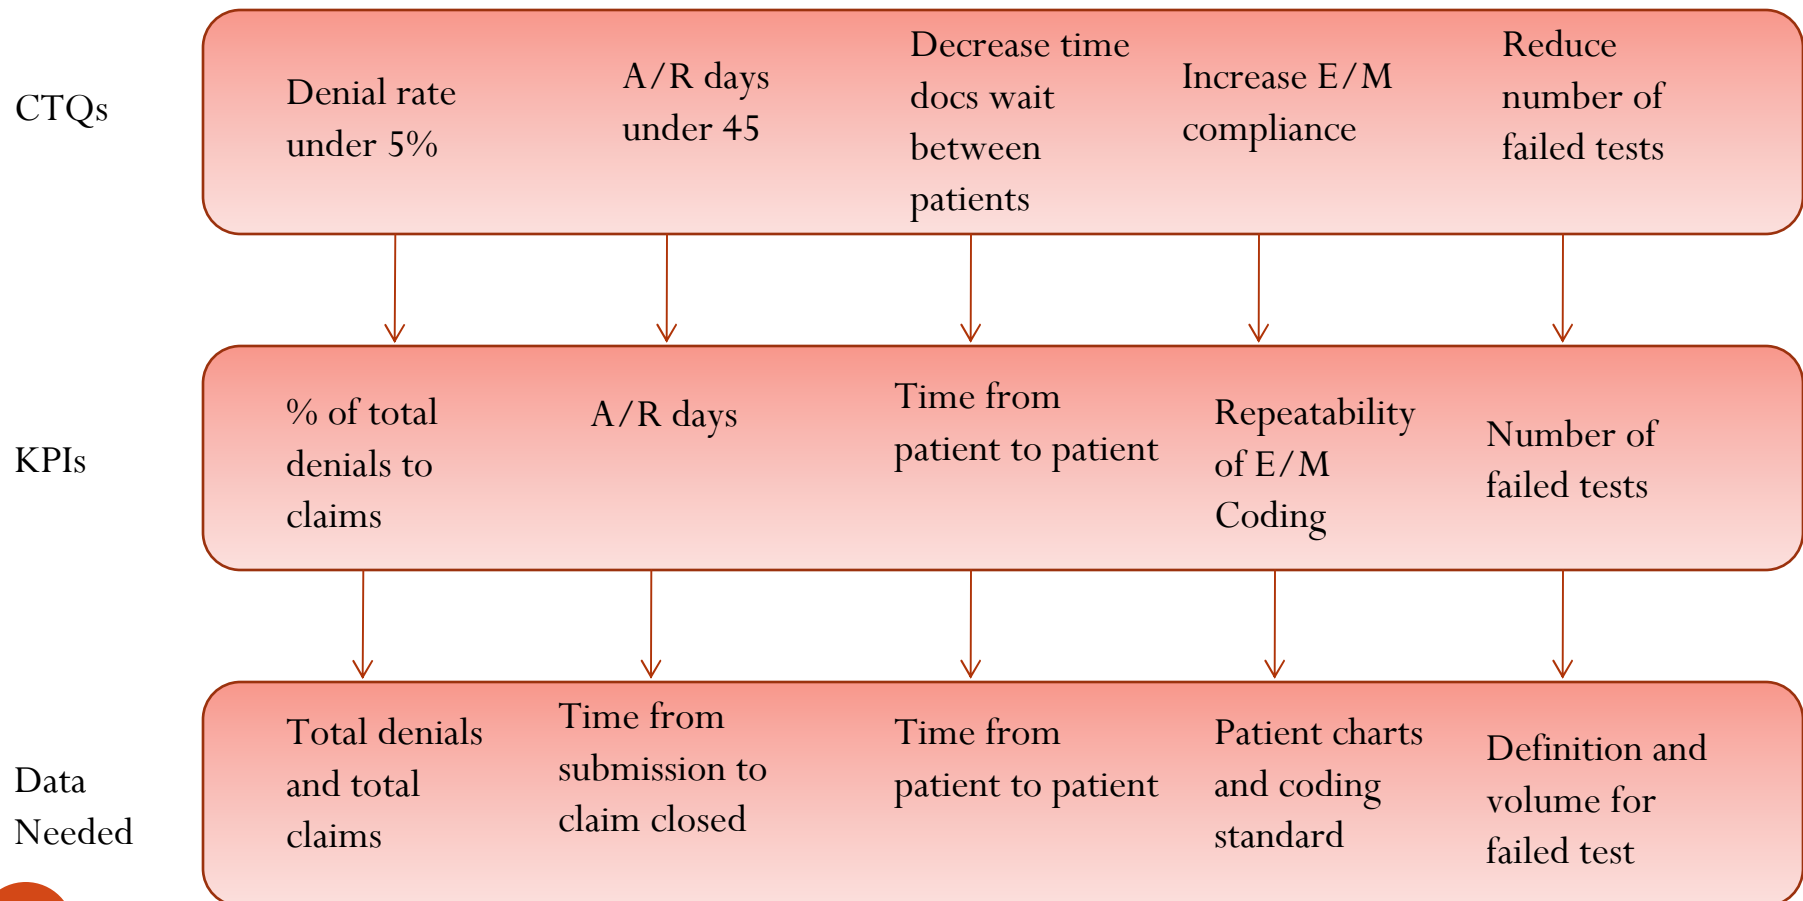 CTQs
Denial rate
under 5%
A/R days
under 45
Decrease time
docs wait
between
patients
Increase E/M
compliance
Reduce
number of
failed tests
KPIs
% of total
denials to
claims
A/R days
Time from
patient to patient
Repeatability
of E/M
Coding
Number of
failed tests
Data
Needed
Total denials
and total
claims
Time from
submission to
claim closed
Time from
patient to patient
Patient charts
and coding
standard
Definition and
volume for
failed test